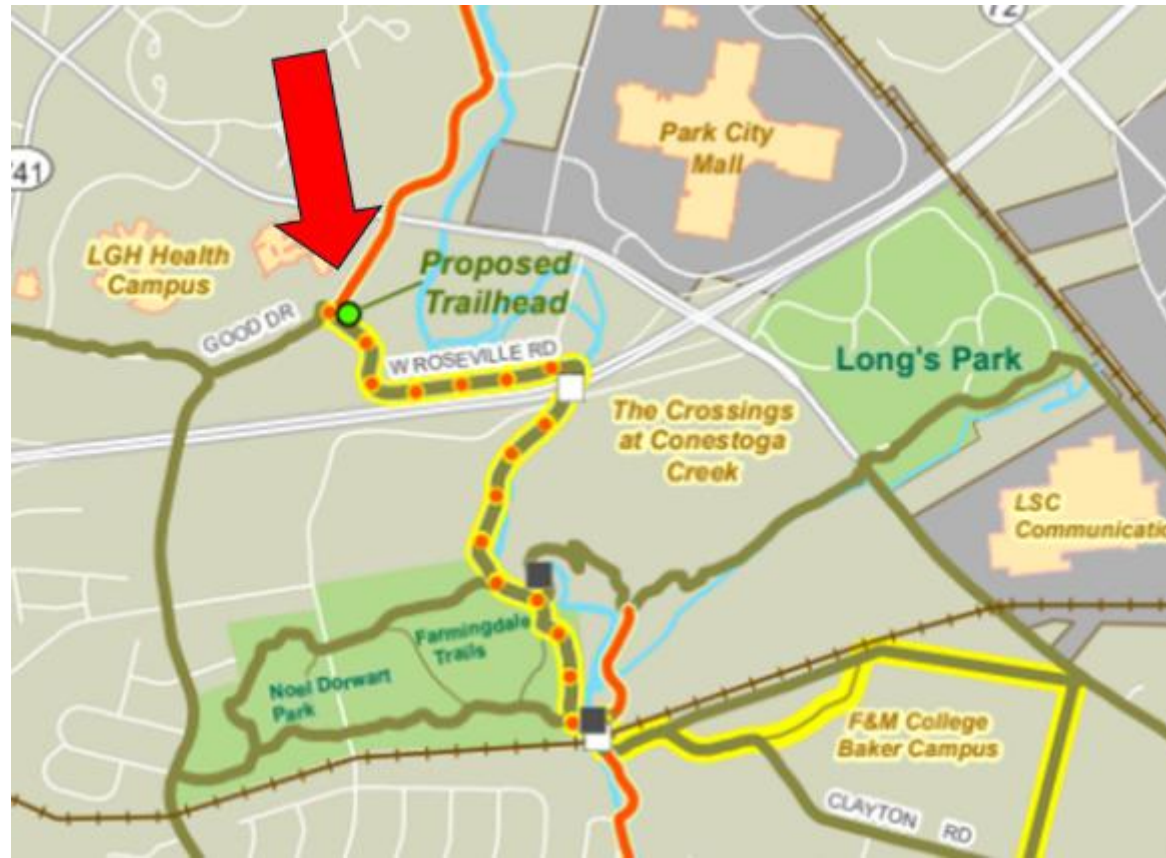 72
Park City
Mall
41
LGH Health
Campus
Proposed
Trailhead
GOOD DR
W ROSEVILLE RD
Long's Park
The Crossings
at Conestoga
Creek
LSC
Communicatio
Farmingdale
Trails
Noel Dorwart
Park
F&M College
Baker Campus
CLAYTON RD